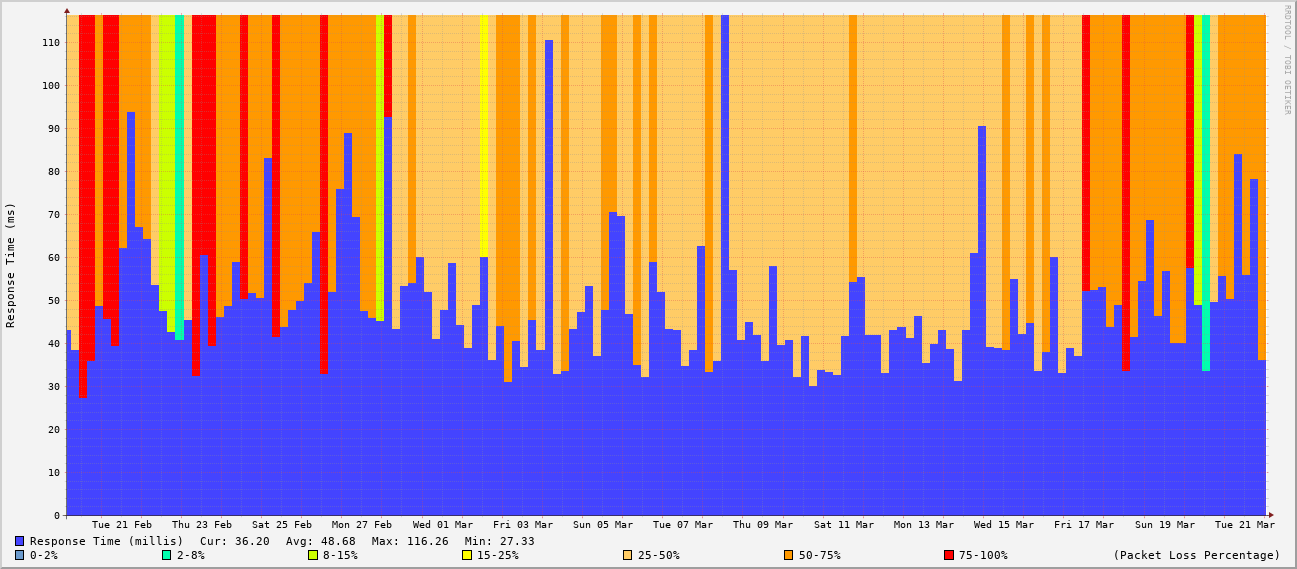 RRDTOOL / TOBI OETIKER
Response Time (ms)
110
100
90
80
70
60
50
40
30
20
10
0
Tue 21 Feb Thu 23 Feb Sat 25 Feb Mon 27 Feb Wed 01 Mar Fri 03 Mar Sun 05 Mar Tue 07 Mar Thu 09 Mar Sat 11 Mar Mon 13 Mar Wed 15 Mar Fri 17 Mar Sun 19 Mar Tue 21 Mar
Response Time (millis) Cur: 36.20 Avg: 48.68 Max: 116.26 Min: 27.33
0-2% 2-8% 8-15% 15-25% 25-50% 50-75% 75-100% (Packet Loss Percentage)